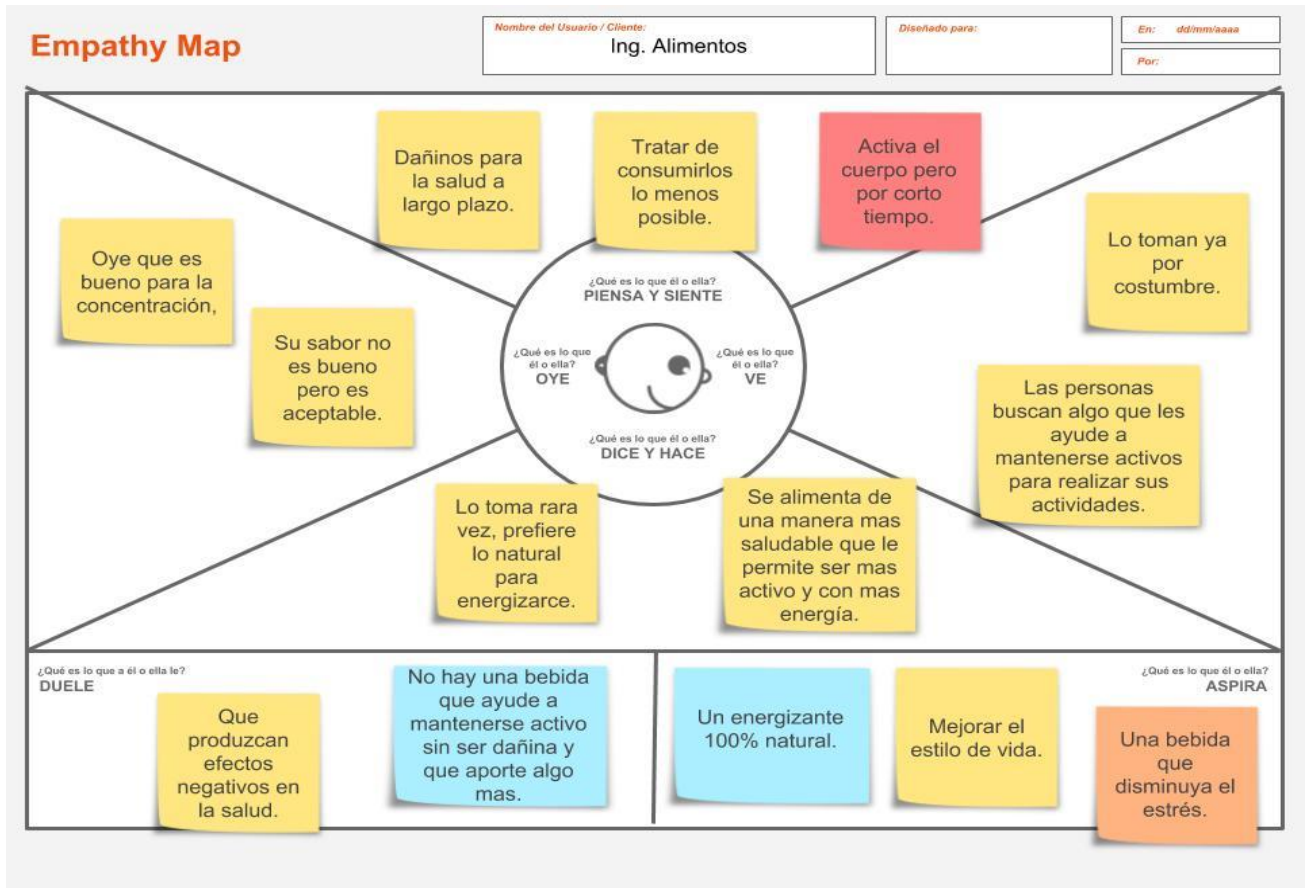 Empathy Map
Nombre del Usuario / Cliente:
Ing. Alimentos
Diseñado para:
En: dd/mm/aaaa
Por:
Dañinos para
la salud a
largo plazo.
Tratar de
consumirlos
lo menos
posible.
Activa el
cuerpo pero
por corto
tiempo.
Oye que es
bueno para la
concentración,
Su sabor no
es bueno
pero es
aceptable.
¿Qué es lo que él o ella?
PIENSA Y SIENTE
¿Qué es lo que
él o ella?
OYE
¿Qué es lo que
él o ella?
VE
¿Qué es lo que él o ella?
DICE Y HACE
Lo toman ya
por
costumbre.
Las personas
buscan algo que les
ayude a
mantenerse activos
para realizar sus
actividades.
Lo toma rara
vez, prefiere
lo natural
para
energizarce.
Se alimenta de
una manera mas
saludable que le
permite ser mas
activo y con mas
energía.
¿Qué es lo que a él o ella le?
DUELE
Que
produzcan
efectos
negativos en
la salud.
No hay una bebida
que ayude a
mantenerse activo
sin ser dañina y
que aporte algo
mas.
Un energizante
100% natural.
Mejorar el
estilo de vida.
¿Qué es lo que él o ella?
ASPIRA
Una bebida
que
disminuya el
estrés.